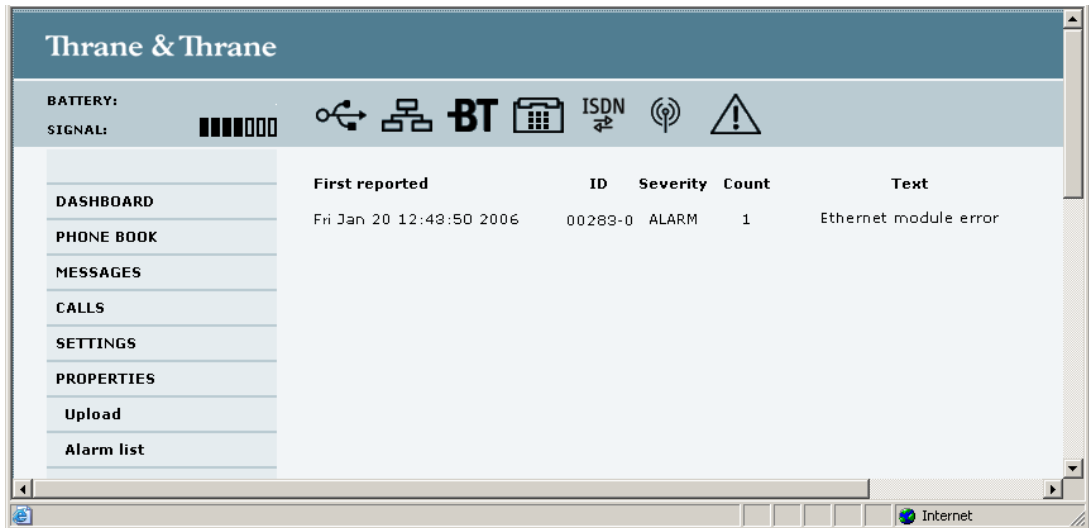 Thrane & Thrane
BATTERY:
SIGNAL:
BT
ISDN
First reported ID Severity Count Text
Fri Jan 20 12:43:50 2006 00283-0 ALARM 1 Ethernet module error
DASHBOARD
PHONE BOOK
MESSAGES
CALLS
SETTINGS
PROPERTIES
Upload
Alarm list
Internet